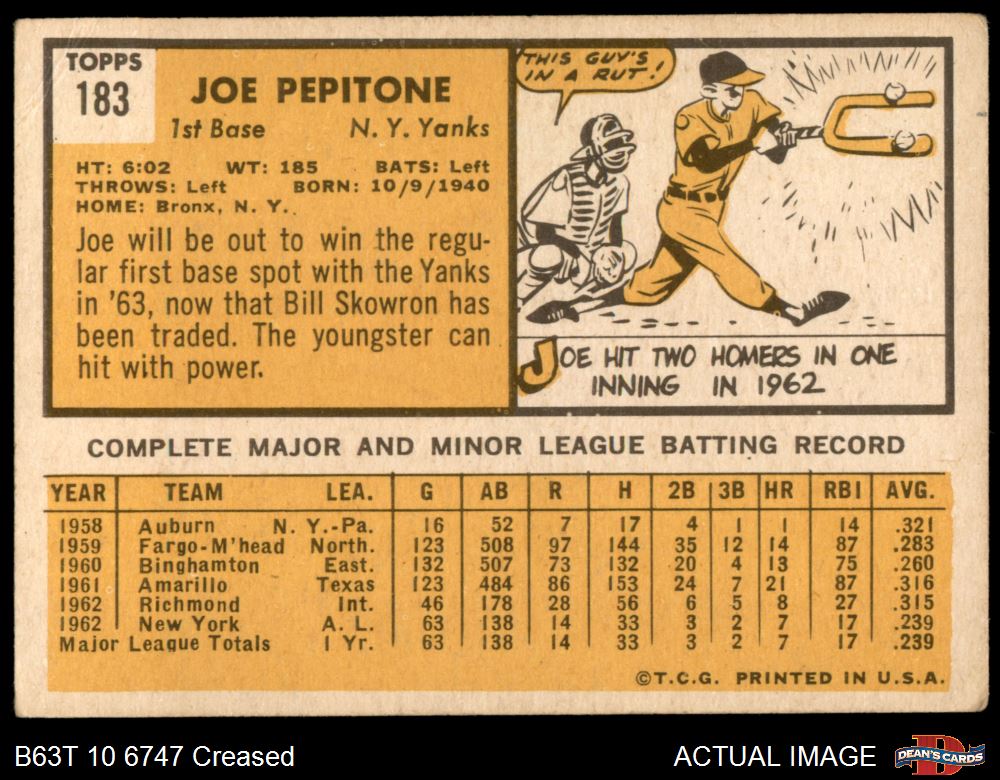 TOPPS
183
JOE PEPITONE
1st Base N. Y. Yanks
HT: 6:02 WT: 185 BATS: Left
THROWS: Left BORN: 10/9/1940
HOME: Bronx, N. Y.
Joe will be out to win the regu-
lar first base spot with the Yanks
in '63, now that Bill Skowron has
been traded. The youngster can
hit with power.
THIS GUY'S
IN A RUT!
JOE HIT TWO HOMERS IN ONE
INNING IN 1962
COMPLETE MAJOR AND MINOR LEAGUE BATTING RECORD
YEAR TEAM LEA. G AB R H 2B 3B HR RBI AVG.
1958 Auburn N. Y.-Pa. 16 52 7 17 4 1 1 14 .321
1959 Fargo-M'head North. 123 508 97 144 35 12 14 87 .283
1960 Binghamton East. 132 507 73 132 20 4 13 75 .260
1961 Amarillo Texas 123 484 86 153 24 7 21 87 .316
1962 Richmond Int. 46 178 28 56 6 5 8 27 .315
1962 New York A. L. 63 138 14 33 3 2 7 17 .239
Major League Totals 1 Yr. 63 138 14 33 3 2 7 17 .239
©T.C.G. PRINTED IN U.S.A.
B63T 10 6747 Creased ACTUAL IMAGE DEAN'S CARDS